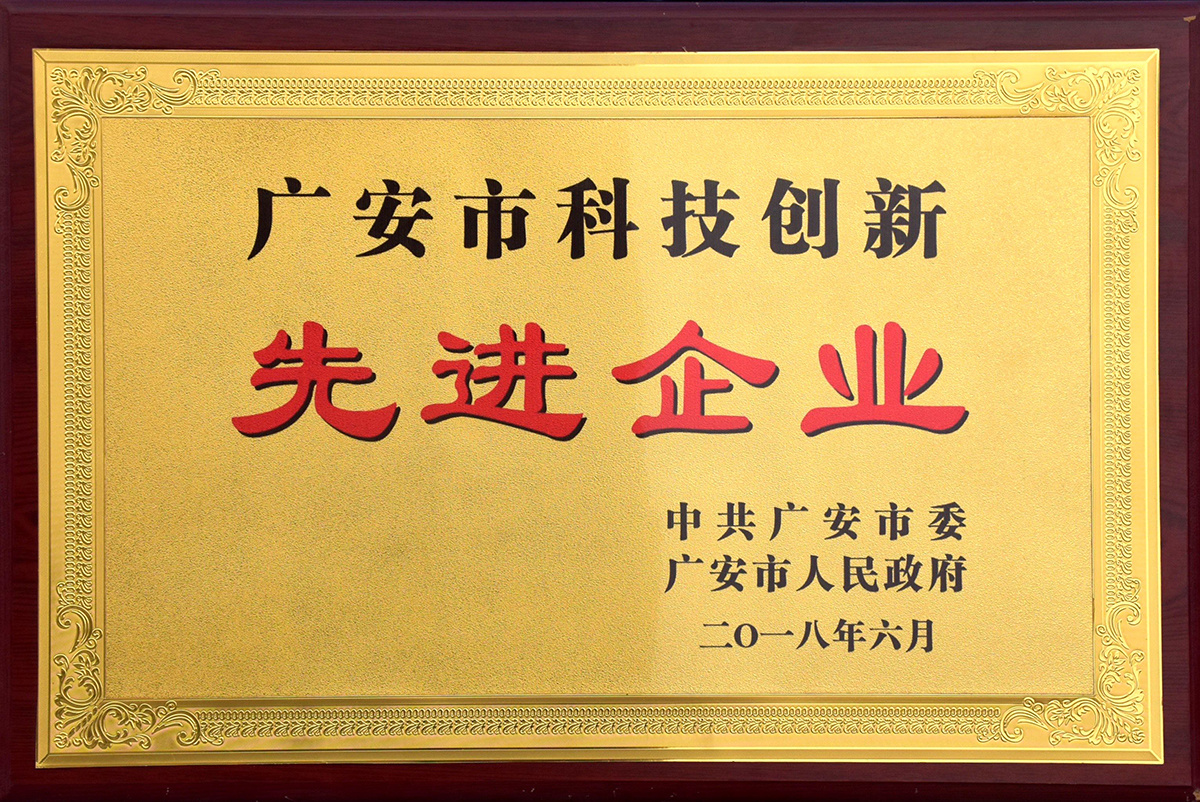 广安市科技创新
先进企业
中共广安市委
广安市人民政府
二O一八年六月